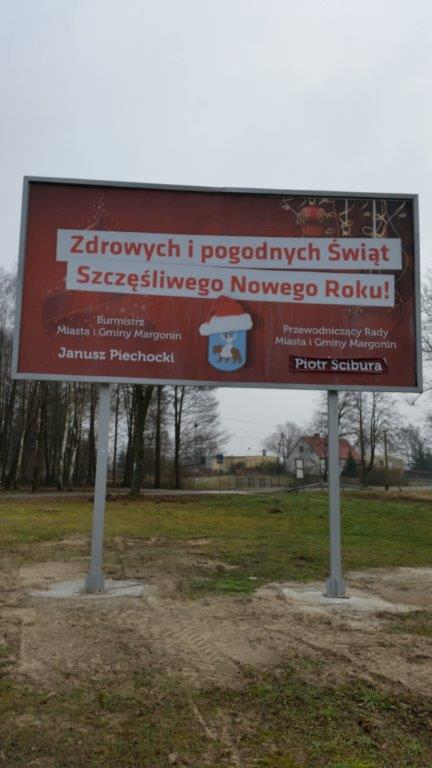 Zdrowych i pogodnych Świąt
Szczęśliwego Nowego Roku!
Burmistrz
Miasta i Gminy Margonin
Janusz Piechocki
Przewodniczący Rady
Miasta i Gminy Margonin
Piotr Ścibura